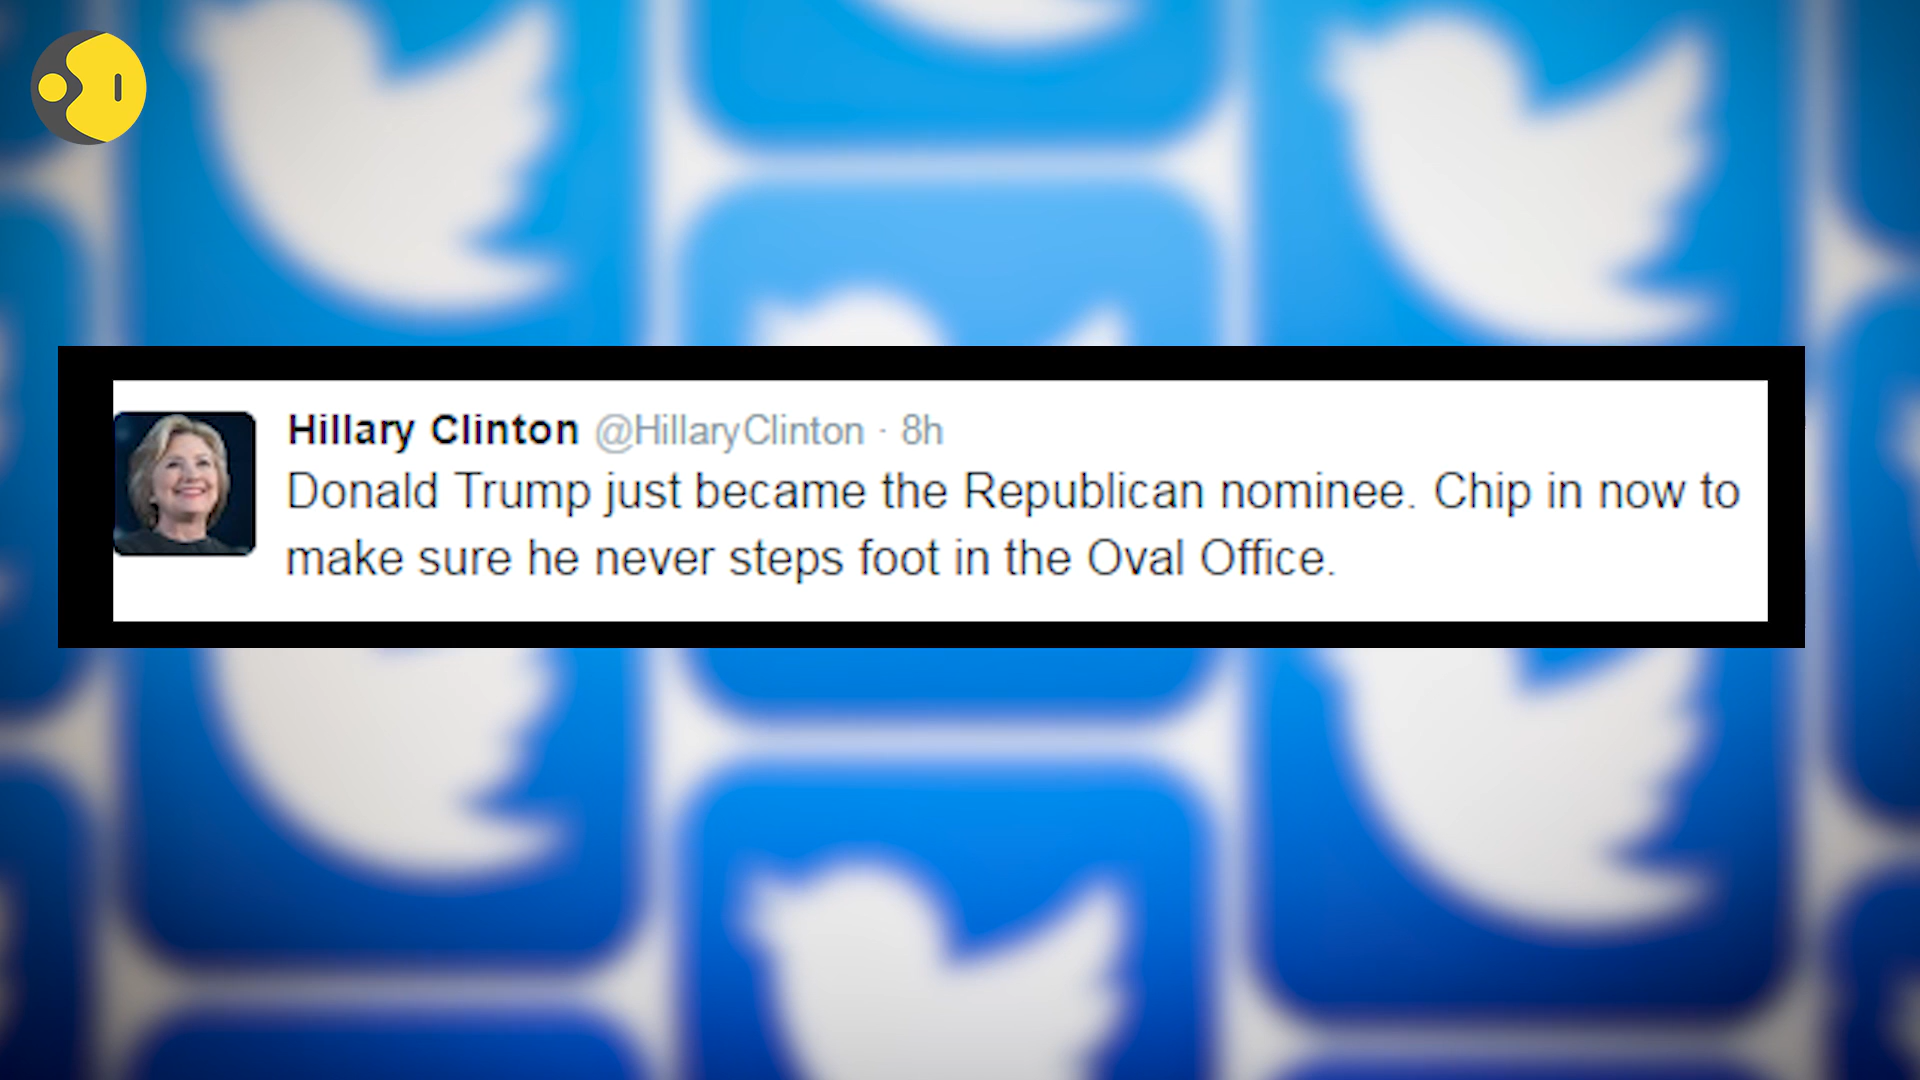 Hillary Clinton @HillaryClinton · 8h
Donald Trump just became the Republican nominee. Chip in now to
make sure he never steps foot in the Oval Office.